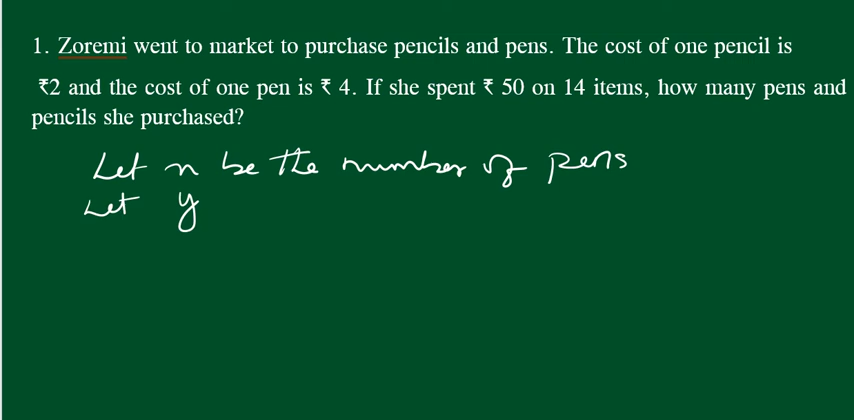 1. Zoremi went to market to purchase pencils and pens. The cost of one pencil is
₹2 and the cost of one pen is ₹ 4. If she spent ₹ 50 on 14 items, how many pens and
pencils she purchased?
Let x be the number of pens
Let y